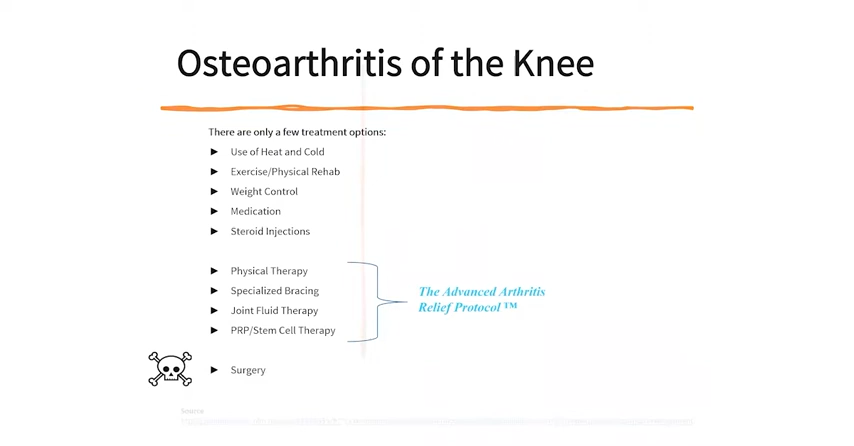 Osteoarthritis of the Knee
There are only a few treatment options:
► Use of Heat and Cold
► Exercise/Physical Rehab
► Weight Control
► Medication
► Steroid Injections
► Physical Therapy
► Specialized Bracing
► Joint Fluid Therapy
► PRP/Stem Cell Therapy
The Advanced Arthritis
Relief Protocol ™
► Surgery
Source